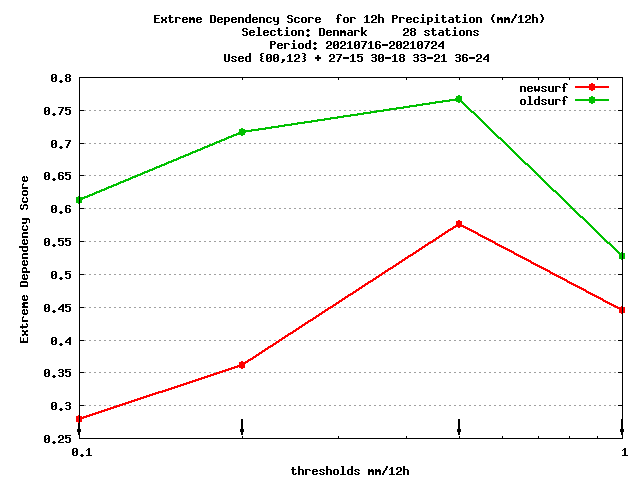 Extreme Dependency Score  for 12h Precipitation (mm/12h)
Selection: Denmark     28 stations
Period: 20210716-20210724
Used {00,12} + 27-15 30-18 33-21 36-24
newsurf
oldsurf
0.8
0.75
0.7
0.65
0.6
0.55
0.5
0.45
0.4
0.35
0.3
0.25
Extreme Dependency Score
0.1
1
thresholds mm/12h